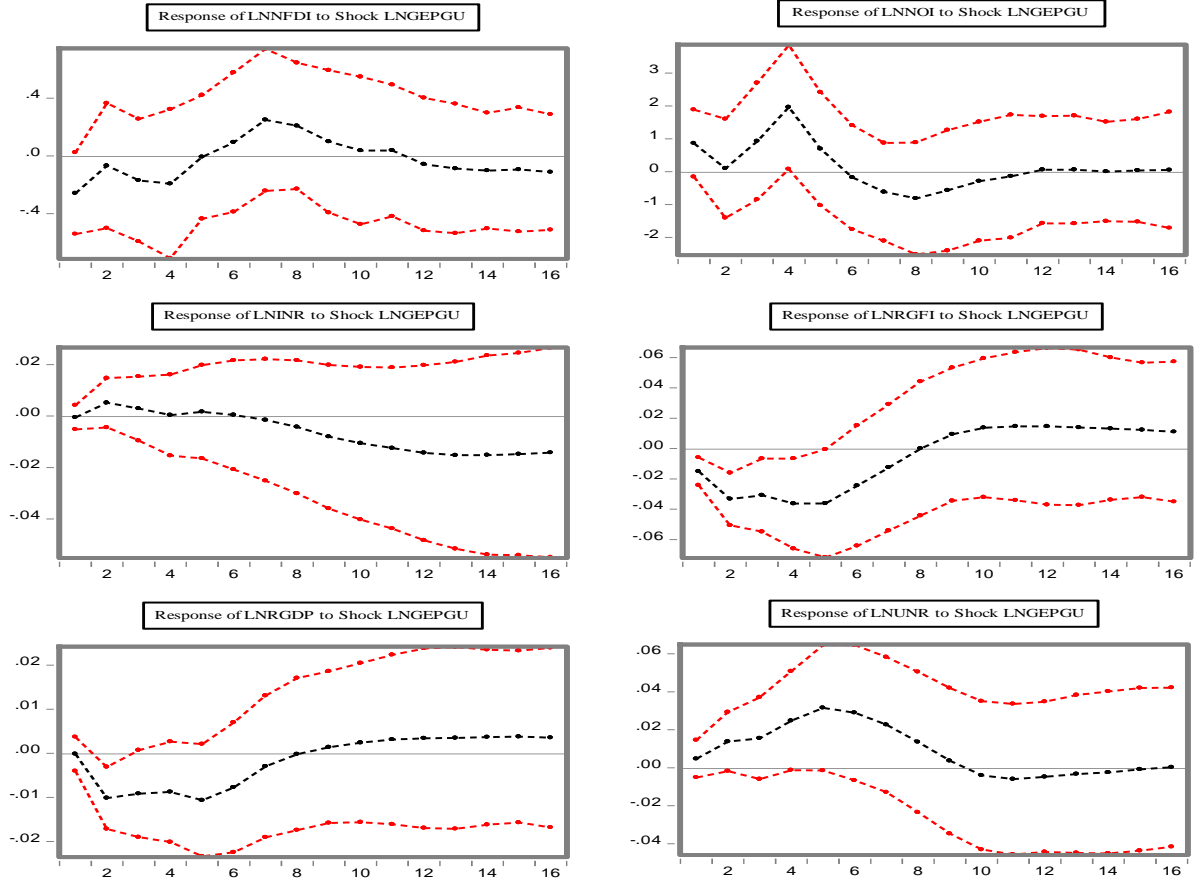 Response of LNNFDI to Shock LNGEPGU
.4
.0
-.4
2 4 6 8 10 12 14 16
Response of LNNOI to Shock LNGEPGU
3
2
1
0
-1
-2
2 4 6 8 10 12 14 16
Response of LNINR to Shock LNGEPGU
.02
.00
-.02
-.04
2 4 6 8 10 12 14 16
Response of LNRGFI to Shock LNGEPGU
.06
.04
.02
.00
-.02
-.04
-.06
2 4 6 8 10 12 14 16
Response of LNRGDP to Shock LNGEPGU
.02
.01
.00
-.01
-.02
2 4 6 8 10 12 14 16
Response of LNUNR to Shock LNGEPGU
.06
.04
.02
.00
-.02
-.04
2 4 6 8 10 12 14 16